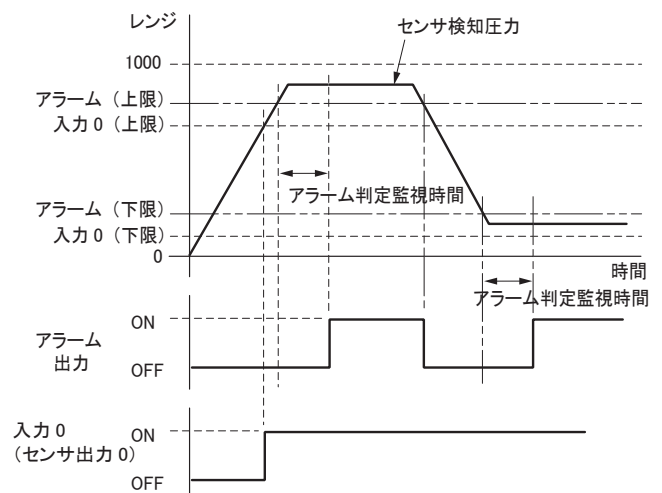 レンジ
センサ検知圧力
1000
アラーム（上限）
入力0（上限）
アラーム判定監視時間
アラーム（下限）
入力0（下限）
0
時間
アラーム判定監視時間
ON
アラーム
出力
OFF
入力0
（センサ出力0）
ON
OFF